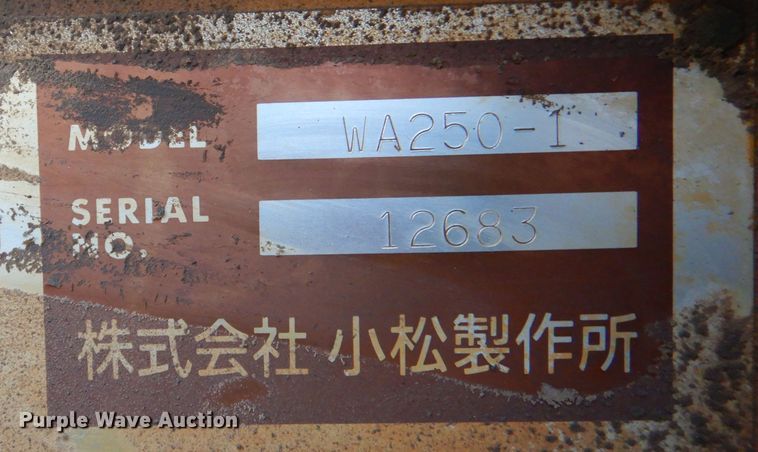 MODEL WA250-1
SERIAL NO. 12683
株式会社 小松製作所
Purple Wave Auction